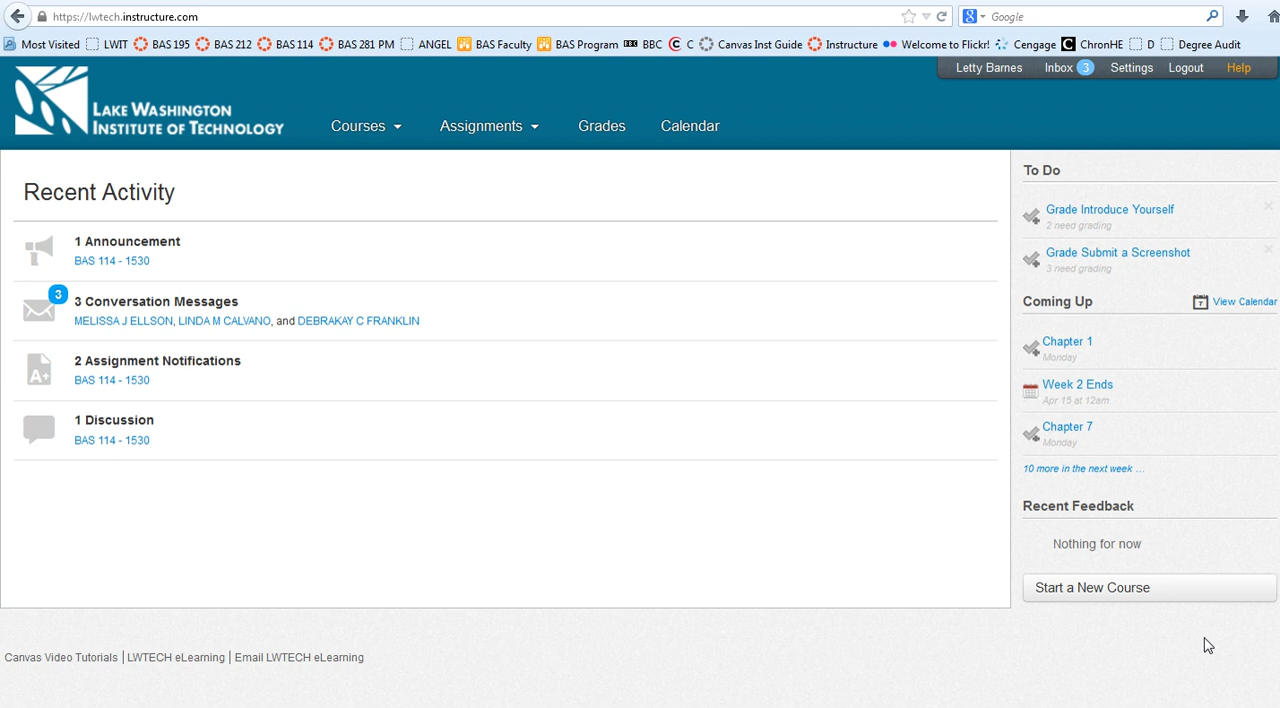 https://lwtech.instructure.com
Google
Most Visited LWIT BAS 195 BAS 212 BAS 114 BAS 281 PM ANGEL BAS Faculty BAS Program BBC BBC C C Canvas Inst Guide Instructure Welcome to Flickr! Cengage C ChronHE D Degree Audit
Letty Barnes Inbox 3 Settings Logout Help
LAKE WASHINGTON
INSTITUTE OF TECHNOLOGY
Courses Assignments Grades Calendar
Recent Activity
1 Announcement
BAS 114 - 1530
3
3 Conversation Messages
MELISSA J ELLSON, LINDA M CALVANO, and DEBRAKAY C FRANKLIN
A+
2 Assignment Notifications
BAS 114 - 1530
1 Discussion
BAS 114 - 1530
To Do
Grade Introduce Yourself
2 need grading
Grade Submit a Screenshot
3 need grading
Coming Up 7 View Calendar
Chapter 1
Monday
Week 2 Ends
Apr 15 at 12am
Chapter 7
Monday
10 more in the next week ...
Recent Feedback
Nothing for now
Start a New Course
Canvas Video Tutorials | LWTECH eLearning | Email LWTECH eLearning